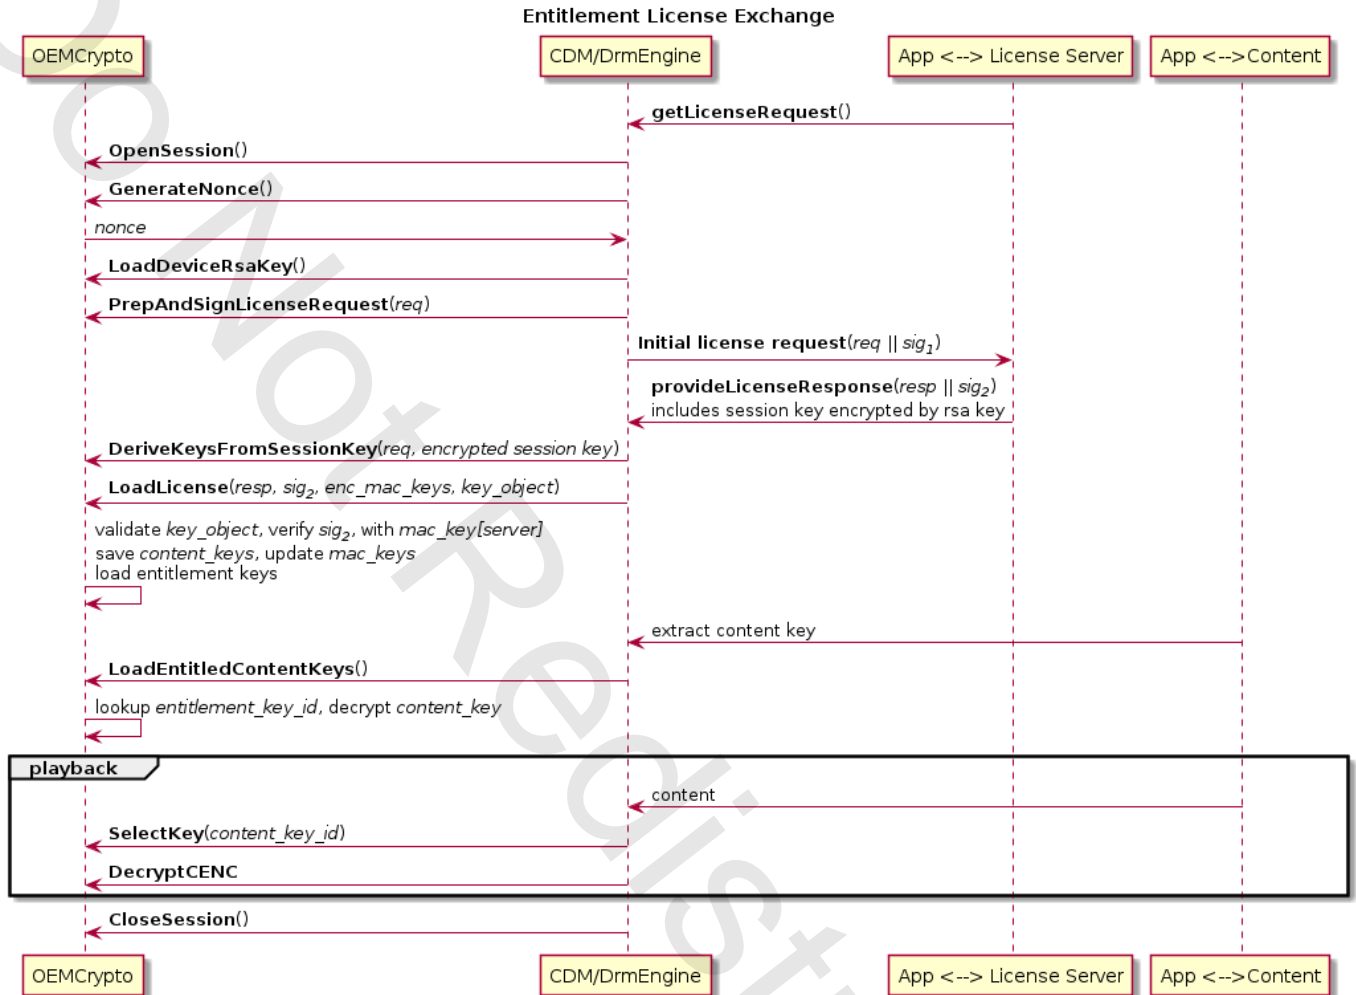 Entitlement License Exchange
OEMCrypto
CDM/DrmEngine
App <--> License Server
App <-->Content
getLicenseRequest()
OpenSession()
GenerateNonce()
nonce
LoadDeviceRsaKey()
PrepAndSignLicenseRequest(req)
Initial license request(req || sig1)
provideLicenseResponse(resp || sig2)
includes session key encrypted by rsa key
DeriveKeysFromSessionKey(req, encrypted session key)
LoadLicense(resp, sig2, enc_mac_keys, key_object)
validate key_object, verify sig2, with mac_key[server]
save content_keys, update mac_keys
load entitlement keys
extract content key
LoadEntitledContentKeys()
lookup entitlement_key_id, decrypt content_key
playback
content
SelectKey(content_key_id)
DecryptCENC
CloseSession()
OEMCrypto
CDM/DrmEngine
App <--> License Server
App <-->Content
Do Not Redist